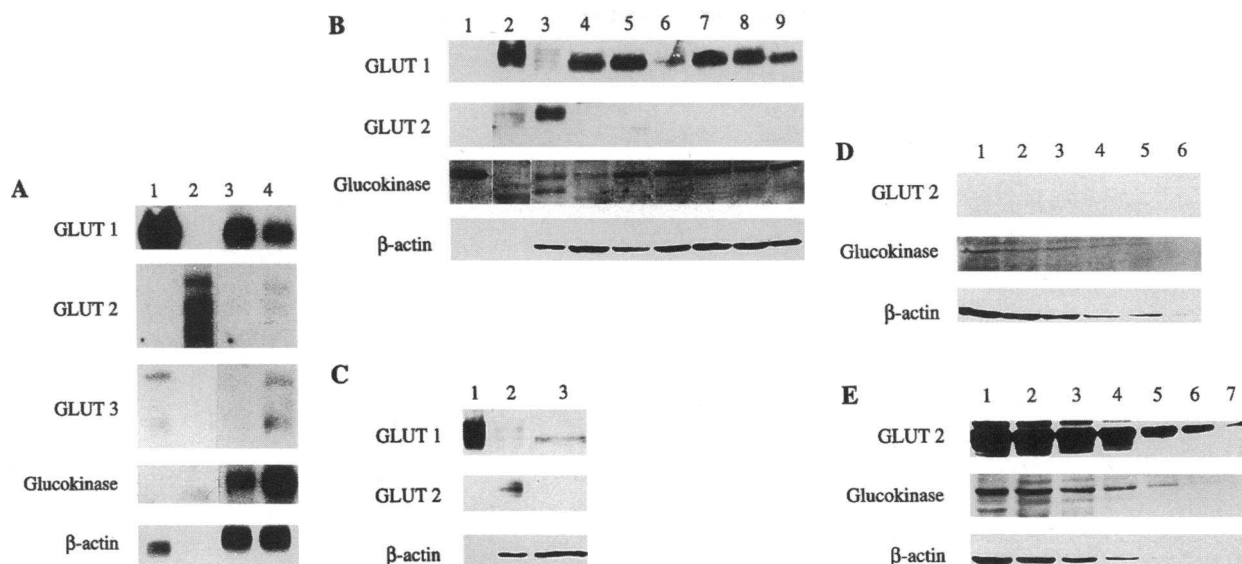 A
1 2 3 4
GLUT 1
GLUT 2
GLUT 3
Glucokinase
β-actin
B
1 2 3 4 5 6 7 8 9
GLUT 1
GLUT 2
Glucokinase
β-actin
C
1 2 3
GLUT 1
GLUT 2
β-actin
D
1 2 3 4 5 6
GLUT 2
Glucokinase
β-actin
E
1 2 3 4 5 6 7
GLUT 2
Glucokinase
β-actin